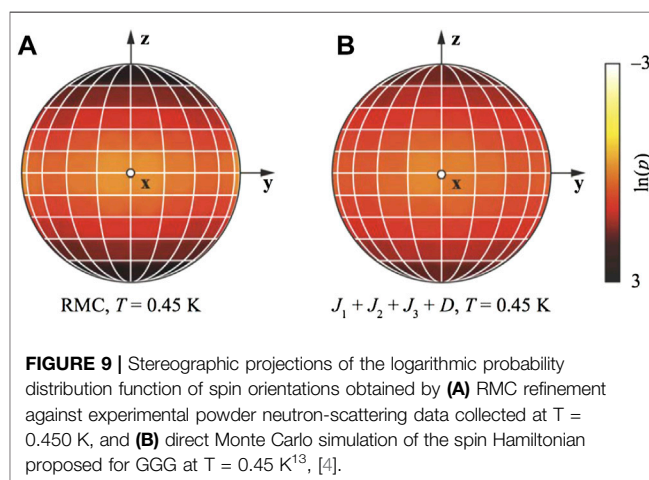 A
z
y
x
RMC, T = 0.45 K
B
z
y
x
J₁ + J₂ + J₃ + D, T = 0.45 K
–3
ln(p)
3
FIGURE 9 | Stereographic projections of the logarithmic probability
distribution function of spin orientations obtained by (A) RMC refinement
against experimental powder neutron-scattering data collected at T =
0.450 K, and (B) direct Monte Carlo simulation of the spin Hamiltonian
proposed for GGG at T = 0.45 K¹³, [4].